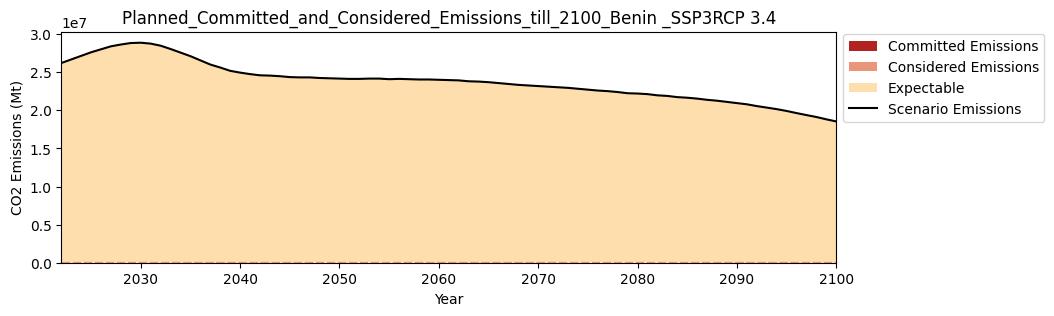 Planned_Committed_and_Considered_Emissions_till_2100_Benin _SSP3RCP 3.4
1e7
3.0
2.5
2.0
1.5
1.0
0.5
0.0
CO2 Emissions (Mt)
2030 2040 2050 2060 2070 2080 2090 2100
Year
Committed Emissions
Considered Emissions
Expectable
Scenario Emissions